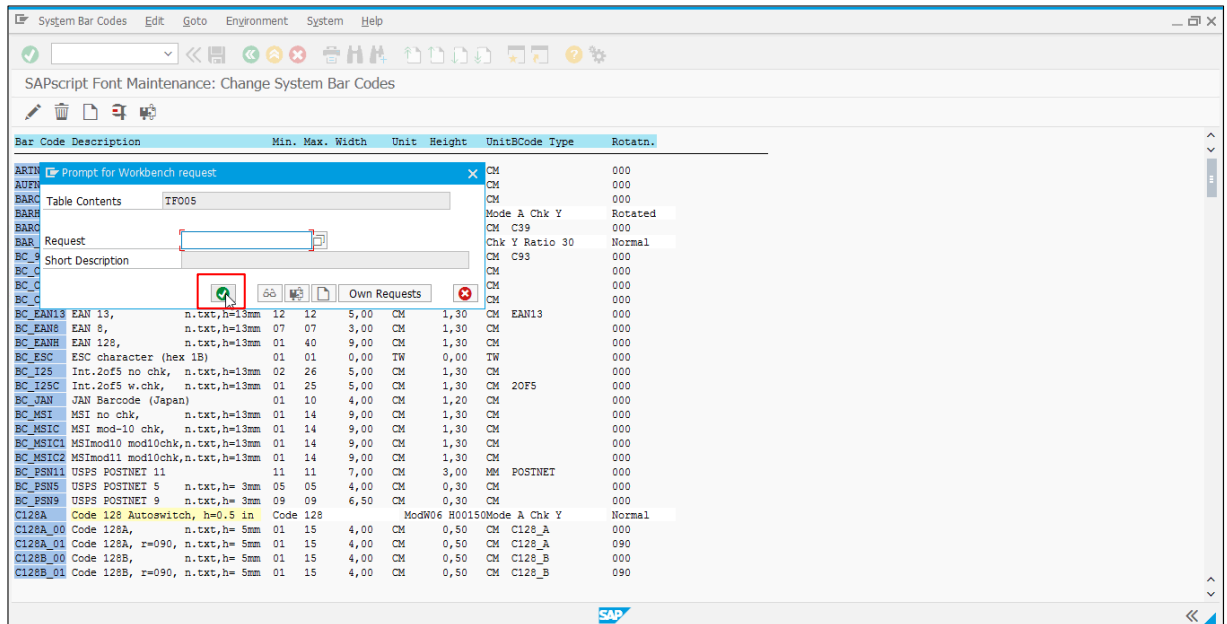 System Bar Codes Edit Goto Environment System Help
SAPscript Font Maintenance: Change System Bar Codes
Bar Code Description Min. Max. Width Unit Height UnitBCode Type Rotatn.
ARTN CM 000
Prompt for Workbench request
AUFN CM 000
BARC CM 000
Table Contents TFO05
BARH Mode A Chk Y Rotated
BARO CM C39 000
Request
BAR_ Chk Y Ratio 30 Normal
BC_9 CM C93 000
Short Description
BC_C CM 000
BC_C CM 000
Own Requests
BC_C CM 000
BC_EAN13 EAN 13, n.txt,h=13mm 12 12 5,00 CM 1,30 CM EAN13 000
BC_EAN8 EAN 8, n.txt,h=13mm 07 07 3,00 CM 1,30 CM 000
BC_EANH EAN 128, n.txt,h=13mm 01 40 9,00 CM 1,30 CM 000
BC_ESC ESC character (hex 1B) 01 01 0,00 TW 0,00 TW 000
BC_I25 Int.2of5 no chk, n.txt,h=13mm 02 26 5,00 CM 1,30 CM 000
BC_I25C Int.2of5 w.chk, n.txt,h=13mm 01 25 5,00 CM 1,30 CM 2OF5 000
BC_JAN JAN Barcode (Japan) 01 10 4,00 CM 1,20 CM 000
BC_MSI MSI no chk, n.txt,h=13mm 01 14 9,00 CM 1,30 CM 000
BC_MSIC MSI mod-10 chk, n.txt,h=13mm 01 14 9,00 CM 1,30 CM 000
BC_MSIC1 MSImod10 mod10chk,n.txt,h=13mm 01 14 9,00 CM 1,30 CM 000
BC_MSIC2 MSImod11 mod10chk,n.txt,h=13mm 01 14 9,00 CM 1,30 CM 000
BC_PSN11 USPS POSTNET 11 11 11 7,00 CM 3,00 MM POSTNET 000
BC_PSN5 USPS POSTNET 5 n.txt,h= 3mm 05 05 4,00 CM 0,30 CM 000
BC_PSN9 USPS POSTNET 9 n.txt,h= 3mm 09 09 6,50 CM 0,30 CM 000
C128A Code 128 Autoswitch, h=0.5 in Code 128 ModW06 H00150Mode A Chk Y Normal
C128A_00 Code 128A, n.txt,h= 5mm 01 15 4,00 CM 0,50 CM C128_A 000
C128A_01 Code 128A, r=090, n.txt,h= 5mm 01 15 4,00 CM 0,50 CM C128_A 090
C128B_00 Code 128B, n.txt,h= 5mm 01 15 4,00 CM 0,50 CM C128_B 000
C128B_01 Code 128B, r=090, n.txt,h= 5mm 01 15 4,00 CM 0,50 CM C128_B 090
SAP